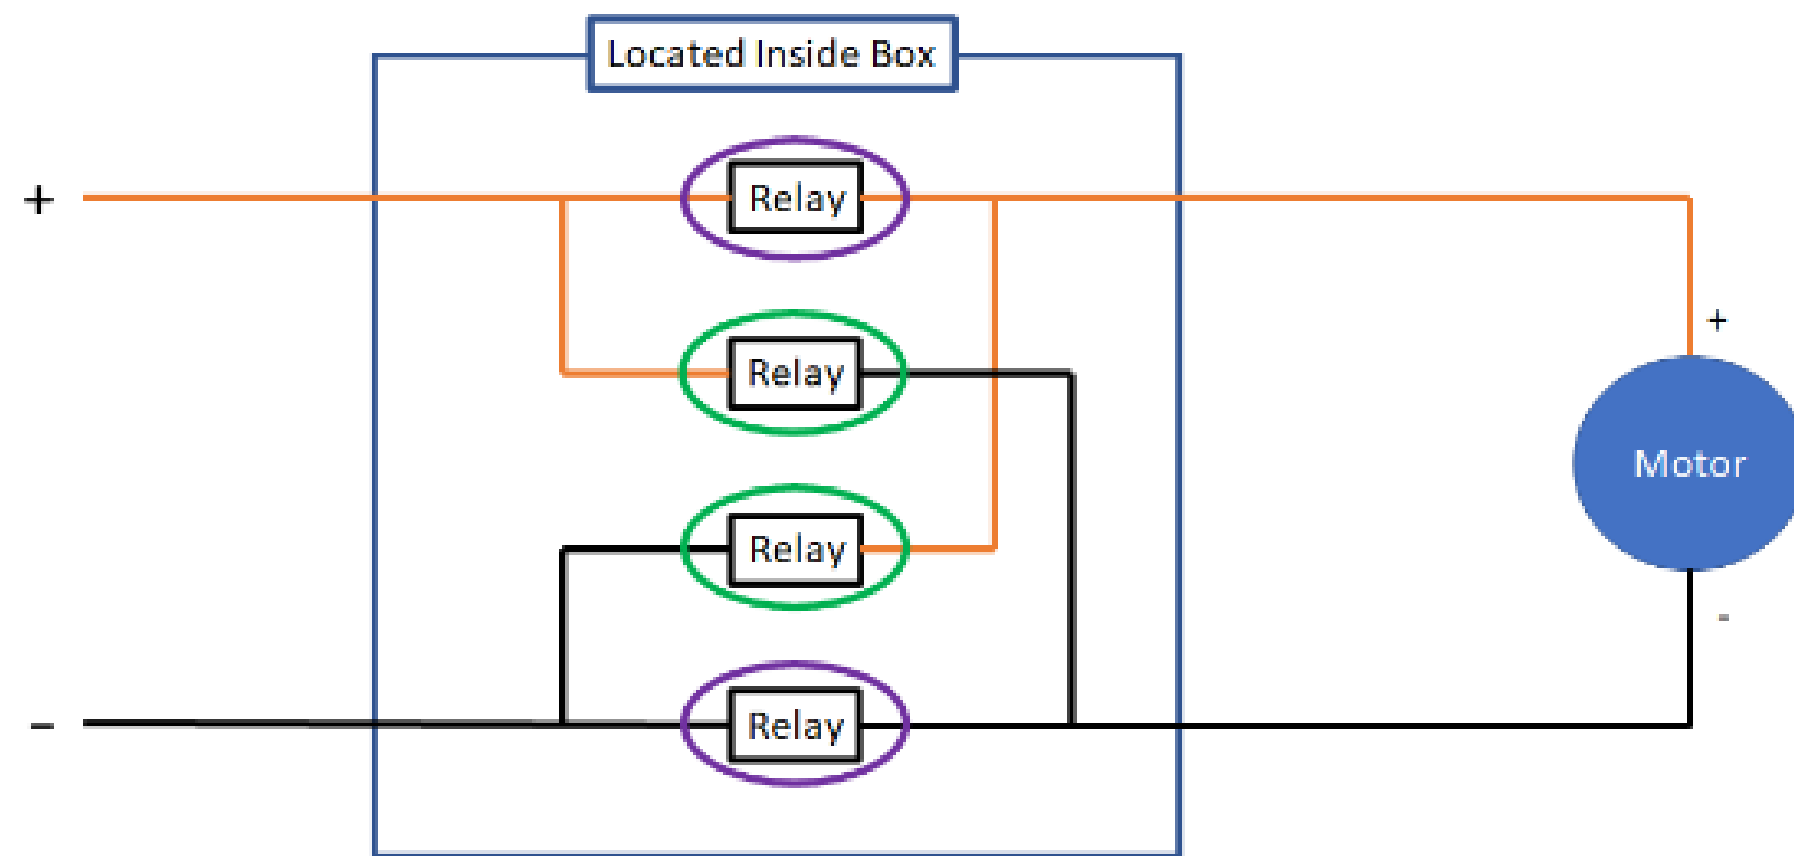 Located Inside Box
+
Relay
Relay
+
Motor
Relay
-
-
Relay